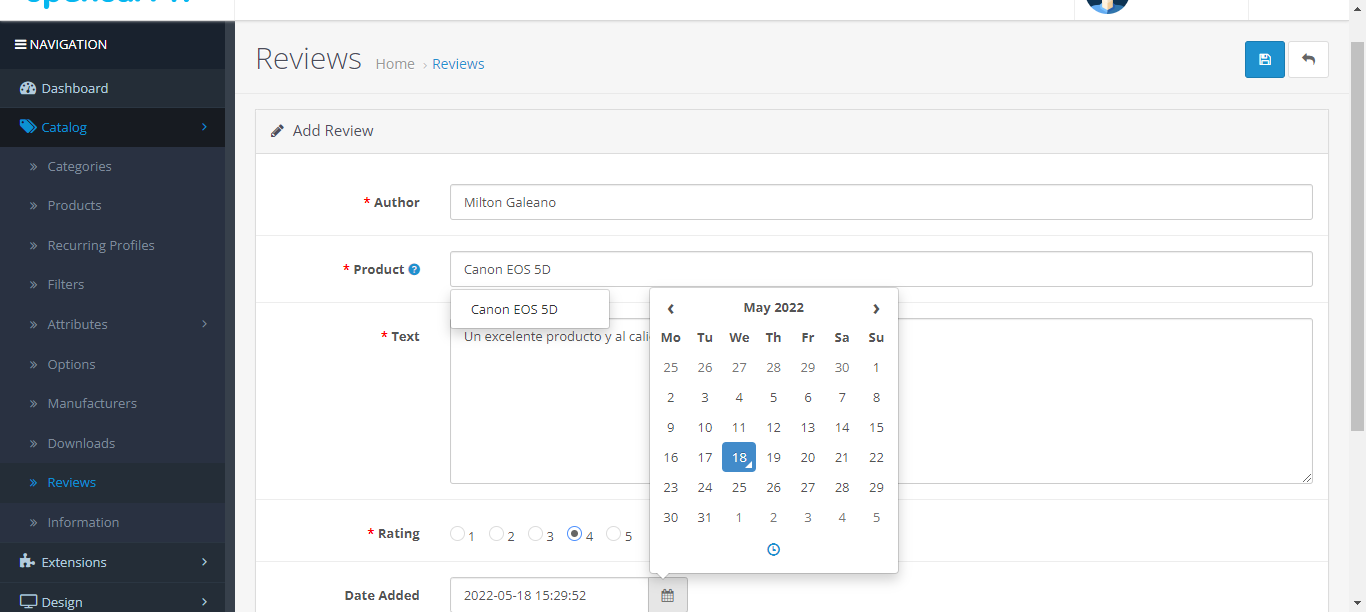 NAVIGATION
Dashboard
Catalog
Categories
Products
Recurring Profiles
Filters
Attributes
Options
Manufacturers
Downloads
Reviews
Information
Extensions
Design
Reviews Home › Reviews
Add Review
* Author Milton Galeano
* Product Canon EOS 5D
Canon EOS 5D
* Text Un excelente producto y al cali
‹ May 2022 ›
Mo Tu We Th Fr Sa Su
25 26 27 28 29 30 1
2 3 4 5 6 7 8
9 10 11 12 13 14 15
16 17 18 19 20 21 22
23 24 25 26 27 28 29
30 31 1 2 3 4 5
* Rating 1 2 3 4 5
Date Added 2022-05-18 15:29:52